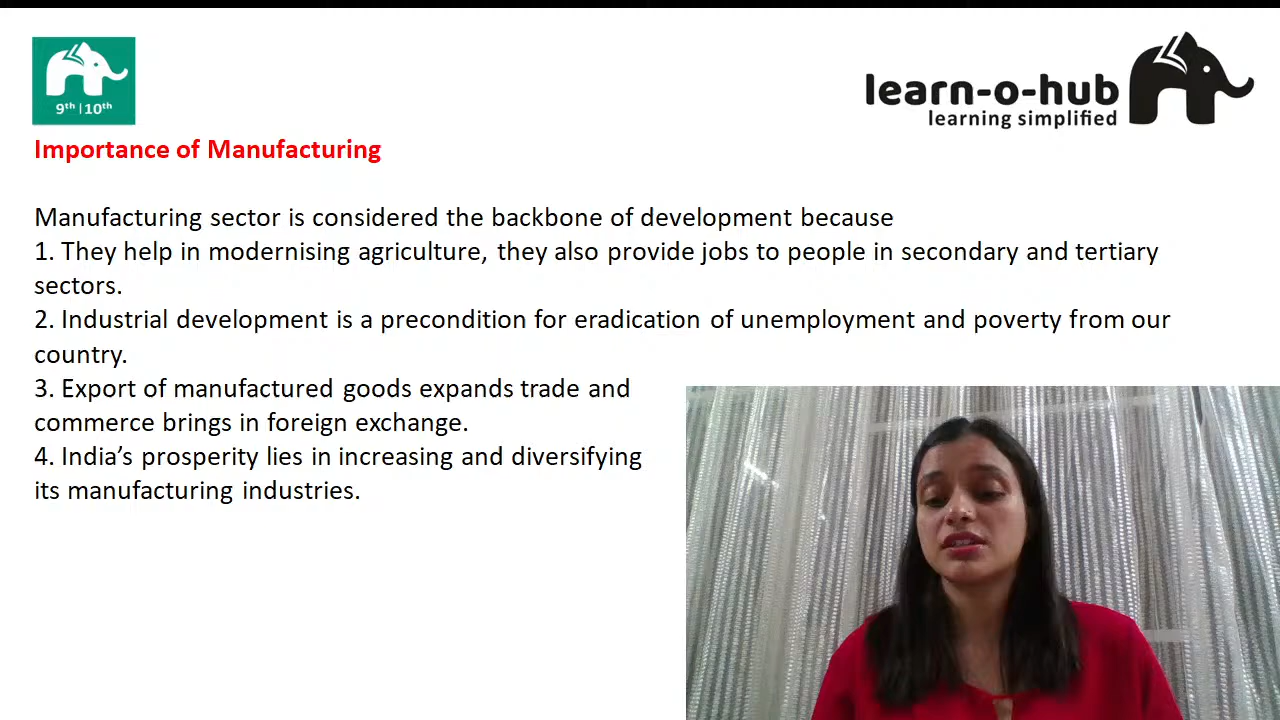 9th | 10th
learn-o-hub
learning simplified
Importance of Manufacturing
Manufacturing sector is considered the backbone of development because
1. They help in modernising agriculture, they also provide jobs to people in secondary and tertiary
sectors.
2. Industrial development is a precondition for eradication of unemployment and poverty from our
country.
3. Export of manufactured goods expands trade and
commerce brings in foreign exchange.
4. India’s prosperity lies in increasing and diversifying
its manufacturing industries.